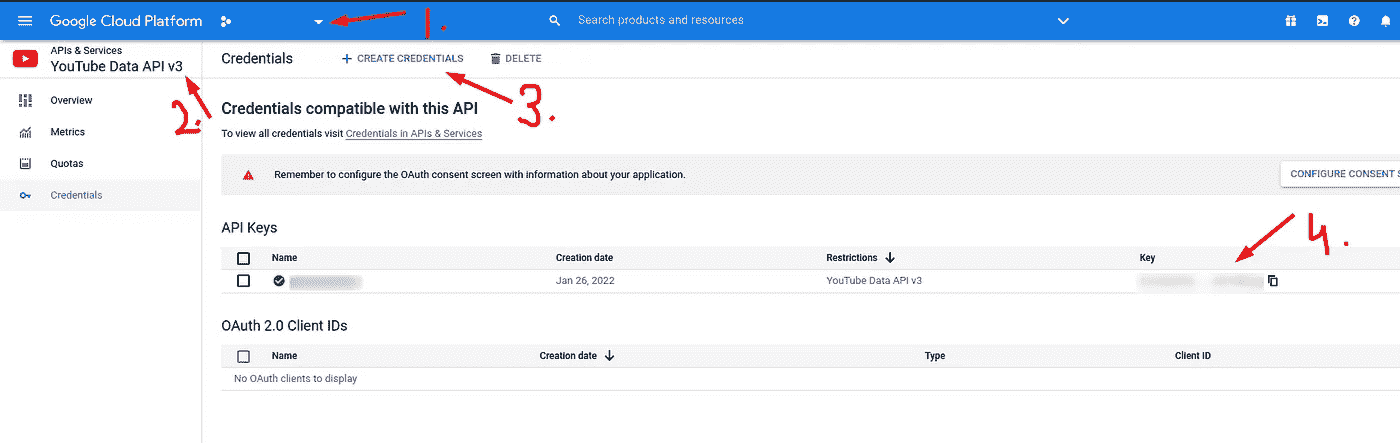 Google Cloud Platform
Search products and resources
1.
APIs & Services
YouTube Data API v3
Credentials
CREATE CREDENTIALS
DELETE
2.
3.
Overview
Metrics
Quotas
Credentials
Credentials compatible with this API
To view all credentials visit Credentials in APIs & Services
Remember to configure the OAuth consent screen with information about your application.
CONFIGURE CONSENT S
4.
API Keys
Name Creation date Restrictions Key
Jan 26, 2022 YouTube Data API v3
OAuth 2.0 Client IDs
Name Creation date Type Client ID
No OAuth clients to display